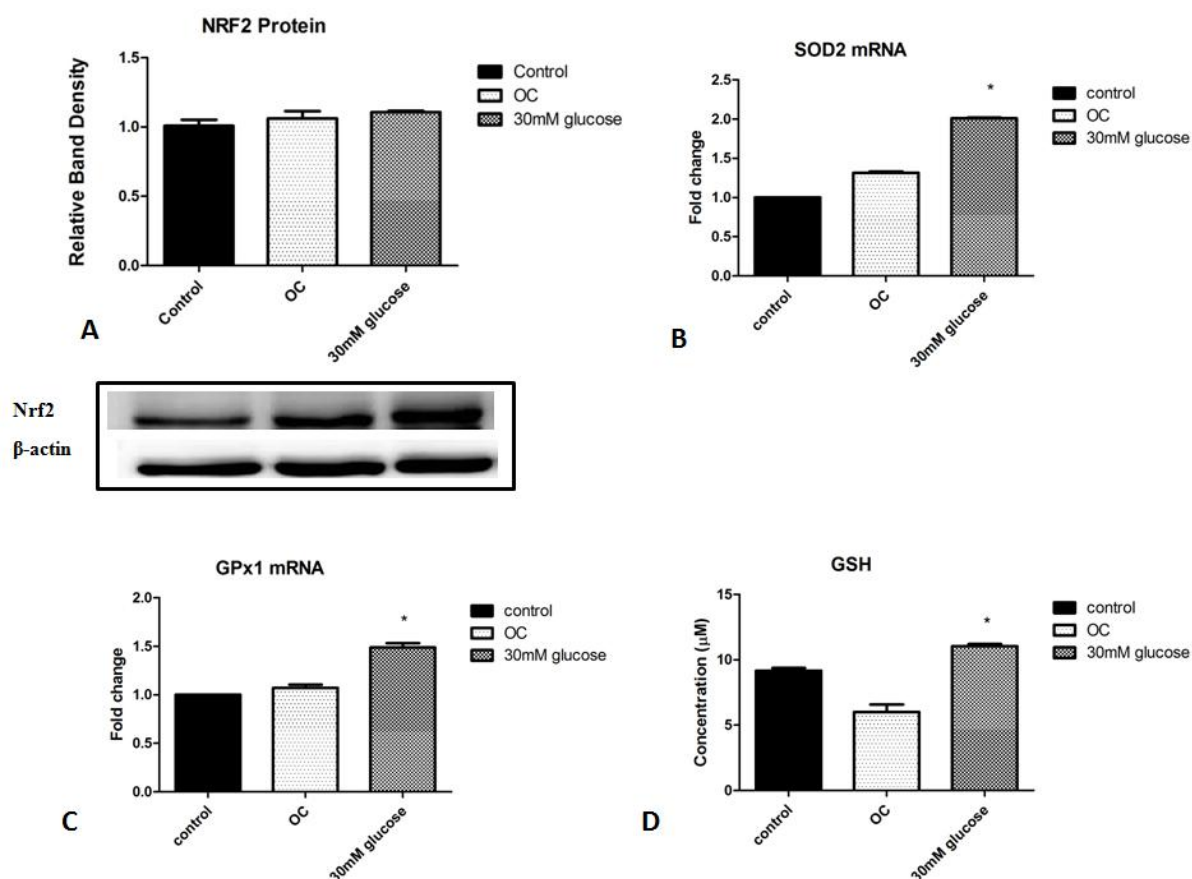 NRF2 Protein
Relative Band Density
1.5
1.0
0.5
0.0
Control
OC
30mM glucose
Control
OC
30mM glucose
A
SOD2 mRNA
Fold change
2.5
2.0
1.5
1.0
0.5
0.0
control
OC
30mM glucose
*
control
OC
30mM glucose
B
Nrf2
β-actin
GPx1 mRNA
Fold change
2.0
1.5
1.0
0.5
0.0
control
OC
30mM glucose
*
control
OC
30mM glucose
C
GSH
Concentration (μM)
15
10
5
0
control
OC
30mM glucose
*
control
OC
30mM glucose
D